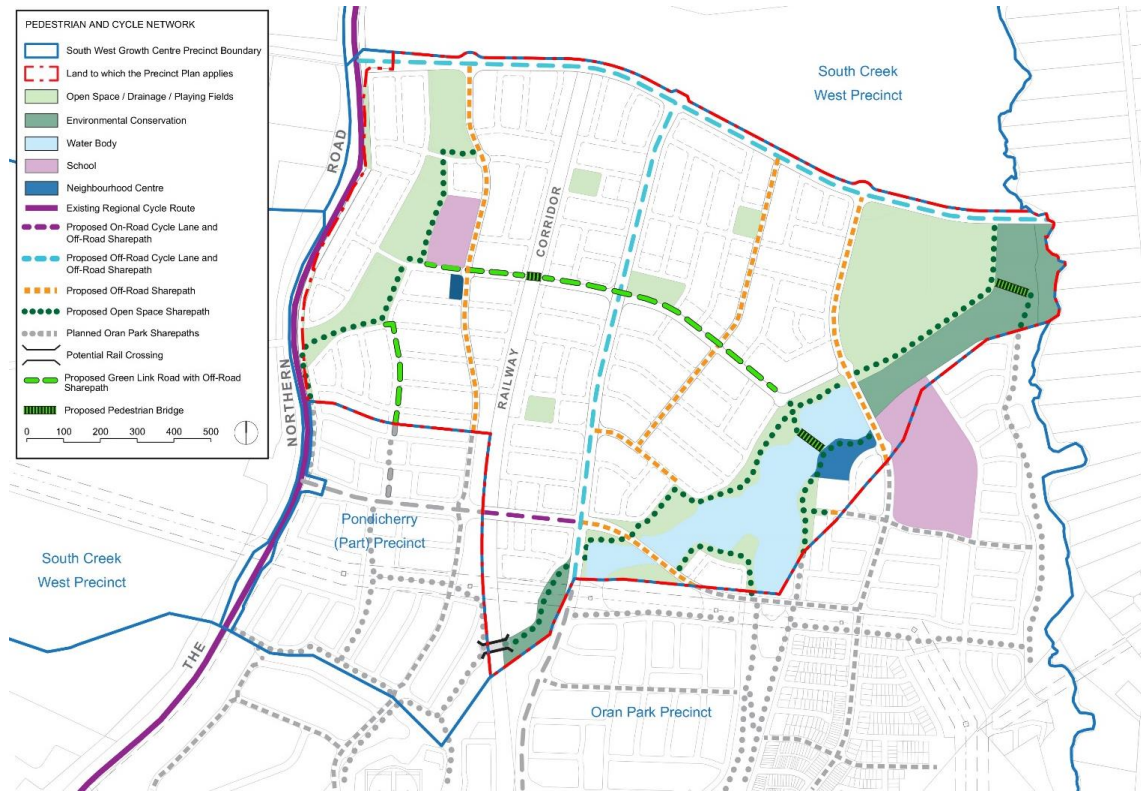 PEDESTRIAN AND CYCLE NETWORK
South West Growth Centre Precinct Boundary
Land to which the Precinct Plan applies
Open Space / Drainage / Playing Fields
Environmental Conservation
Water Body
School
Neighbourhood Centre
Existing Regional Cycle Route
Proposed On-Road Cycle Lane and
Off-Road Sharepath
Proposed Off-Road Cycle Lane and
Off-Road Sharepath
Proposed Off-Road Sharepath
Proposed Open Space Sharepath
Planned Oran Park Sharepaths
Potential Rail Crossing
Proposed Green Link Road with Off-Road
Sharepath
Proposed Pedestrian Bridge
0 100 200 300 400 500
South Creek
West Precinct
THE
NORTHERN
ROAD
RAILWAY
CORRIDOR
Pondicherry
(Part) Precinct
South Creek
West Precinct
Oran Park Precinct